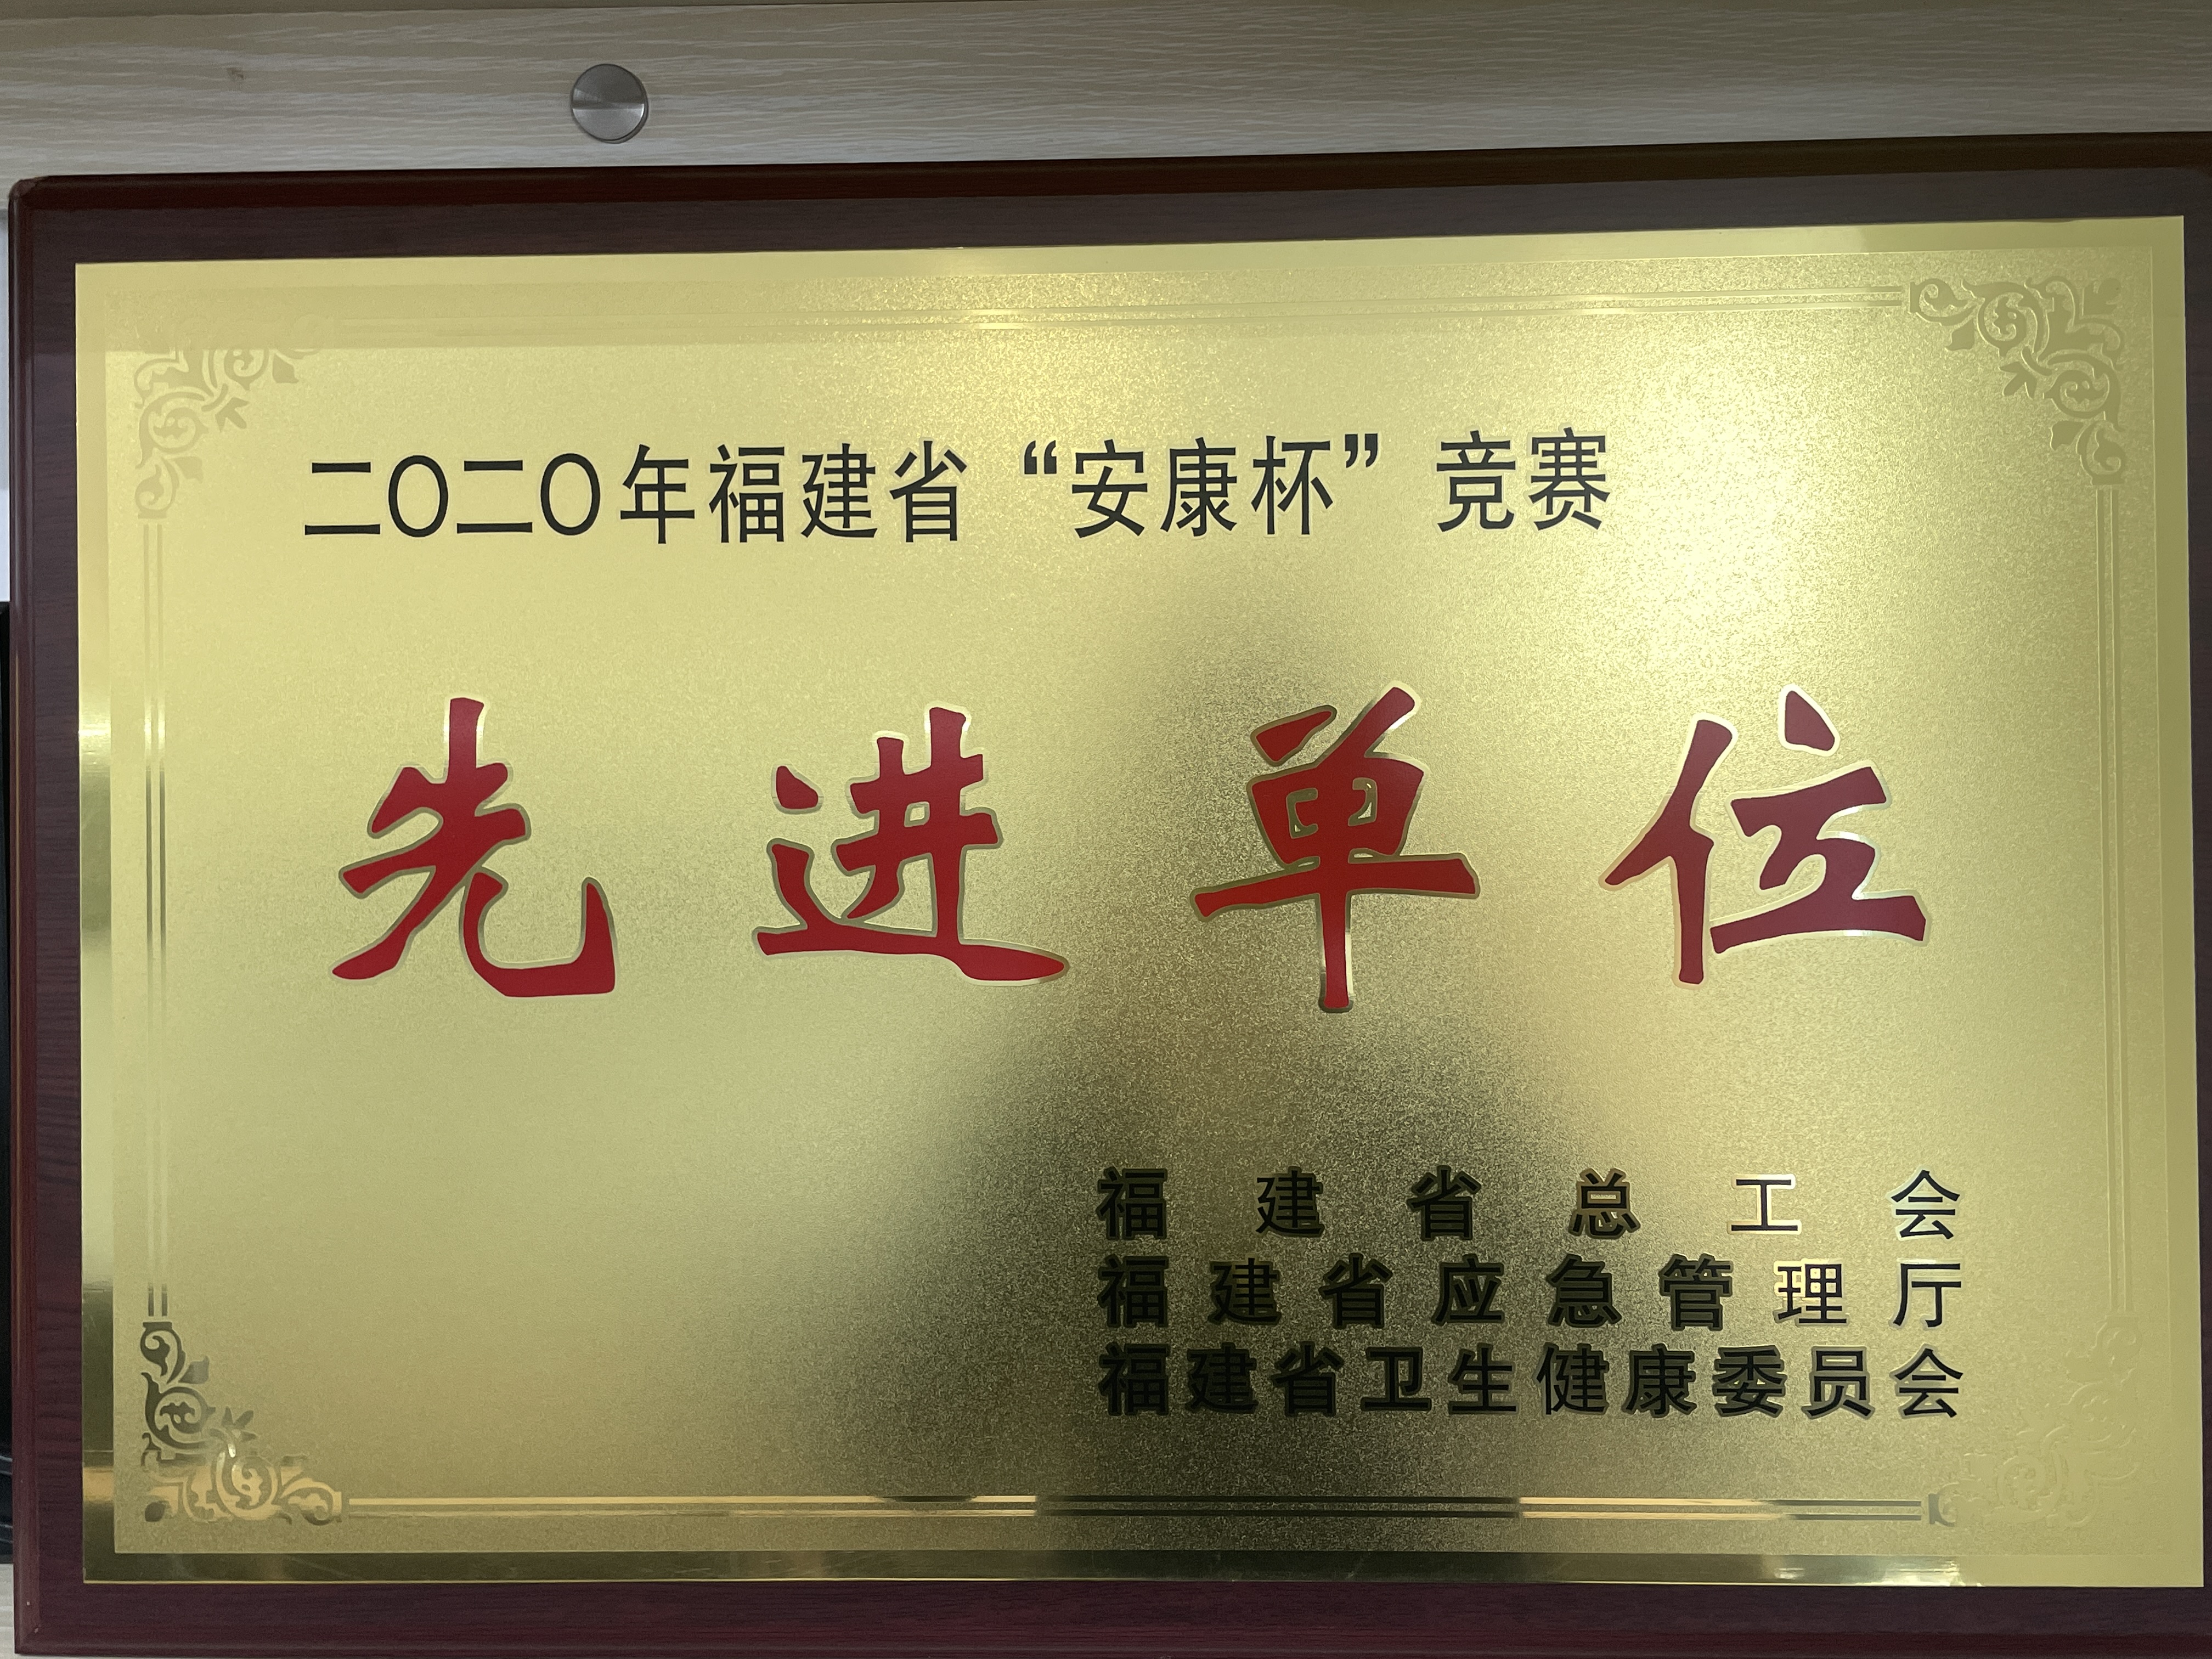 二〇二〇年福建省“安康杯”竞赛
先进单位
福建省总工会
福建省应急管理厅
福建省卫生健康委员会